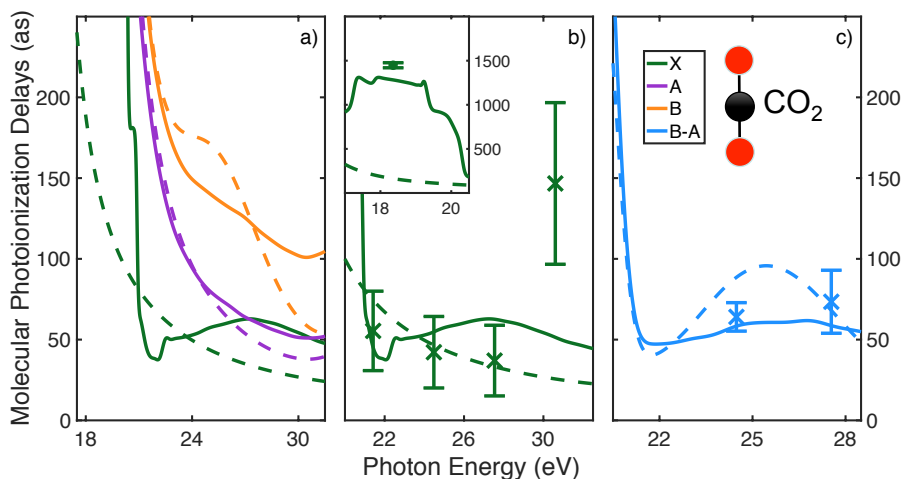 Molecular Photoionization Delays (as)
a)
200
150
100
50
0
18
24
30
b)
1500
1000
500
18
20
22
26
30
Photon Energy (eV)
c)
X
A
B
B-A
CO2
200
150
100
50
0
22
25
28